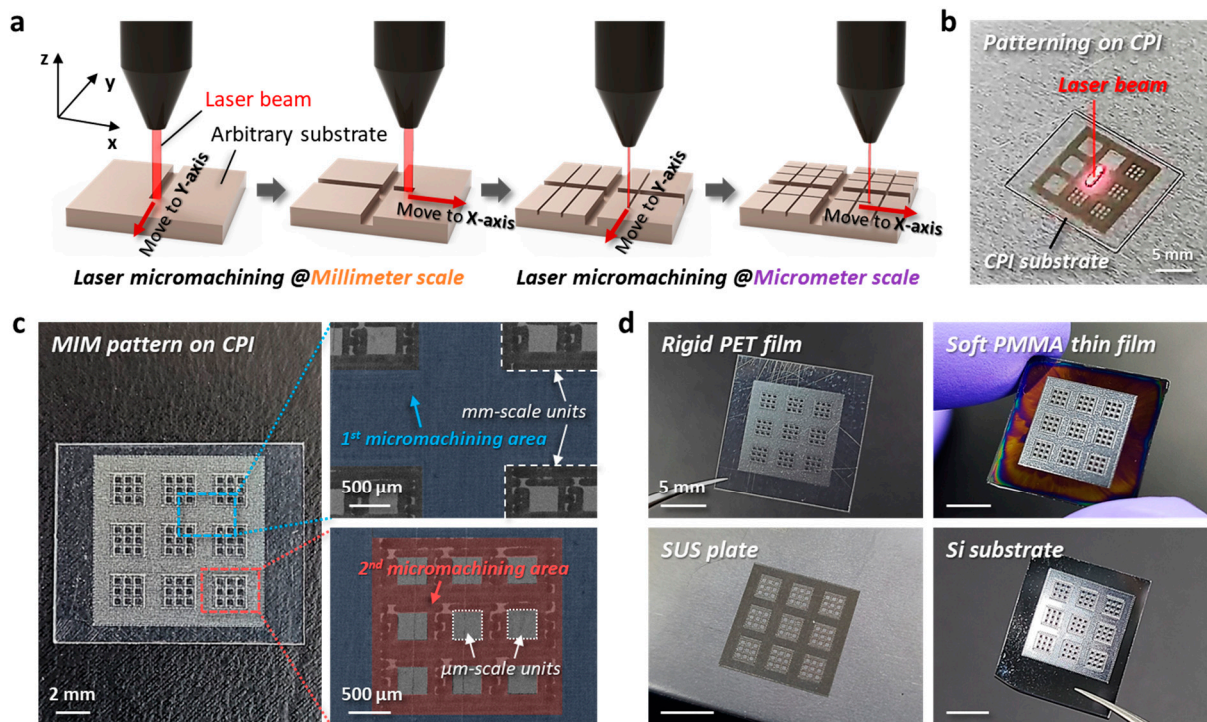 a
z
y
x
Laser beam
Arbitrary substrate
Move to Y-axis
Move to X-axis
Move to Y-axis
Move to X-axis
Laser micromachining @Millimeter scale
Laser micromachining @Micrometer scale
b
Patterning on CPI
Laser beam
CPI substrate
5 mm
c
MIM pattern on CPI
2 mm
mm-scale units
1st micromachining area
500 μm
2nd micromachining area
μm-scale units
500 μm
d
Rigid PET film
5 mm
Soft PMMA thin film
SUS plate
Si substrate